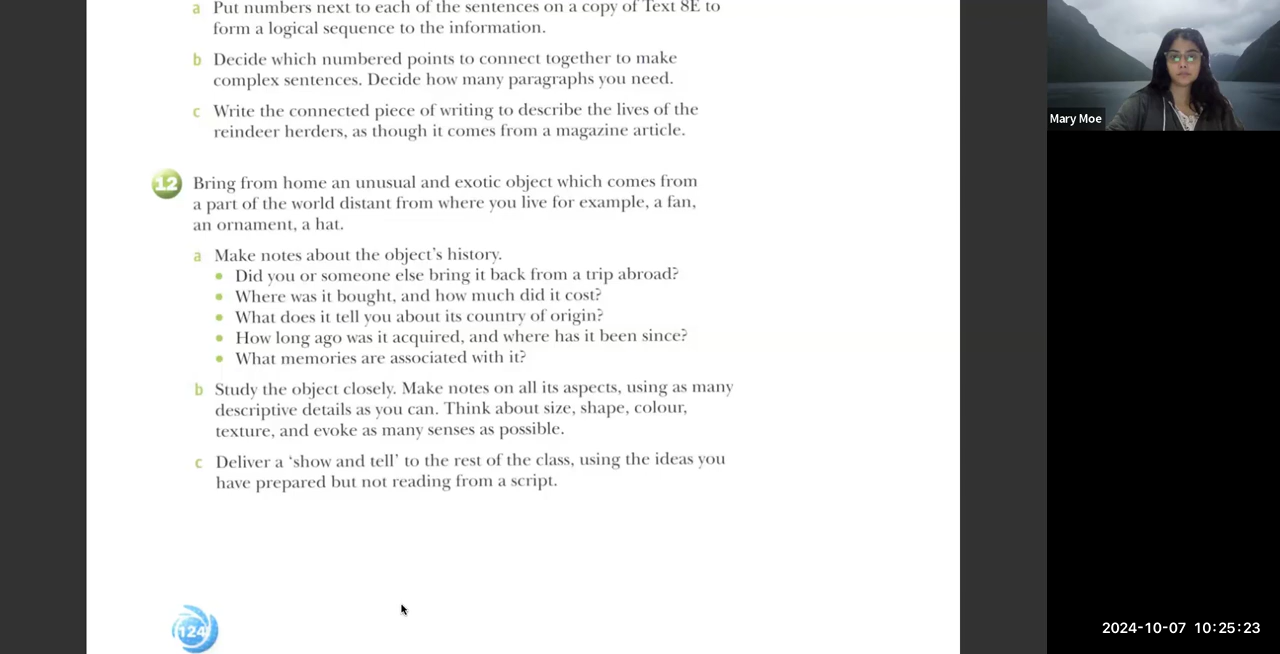 a Put numbers next to each of the sentences on a copy of Text 8E to
form a logical sequence to the information.
b Decide which numbered points to connect together to make
complex sentences. Decide how many paragraphs you need.
c Write the connected piece of writing to describe the lives of the
reindeer herders, as though it comes from a magazine article.
12 Bring from home an unusual and exotic object which comes from
a part of the world distant from where you live for example, a fan,
an ornament, a hat.
a Make notes about the object's history.
• Did you or someone else bring it back from a trip abroad?
• Where was it bought, and how much did it cost?
• What does it tell you about its country of origin?
• How long ago was it acquired, and where has it been since?
• What memories are associated with it?
b Study the object closely. Make notes on all its aspects, using as many
descriptive details as you can. Think about size, shape, colour,
texture, and evoke as many senses as possible.
c Deliver a 'show and tell' to the rest of the class, using the ideas you
have prepared but not reading from a script.
124
Mary Moe
2024-10-07 10:25:23